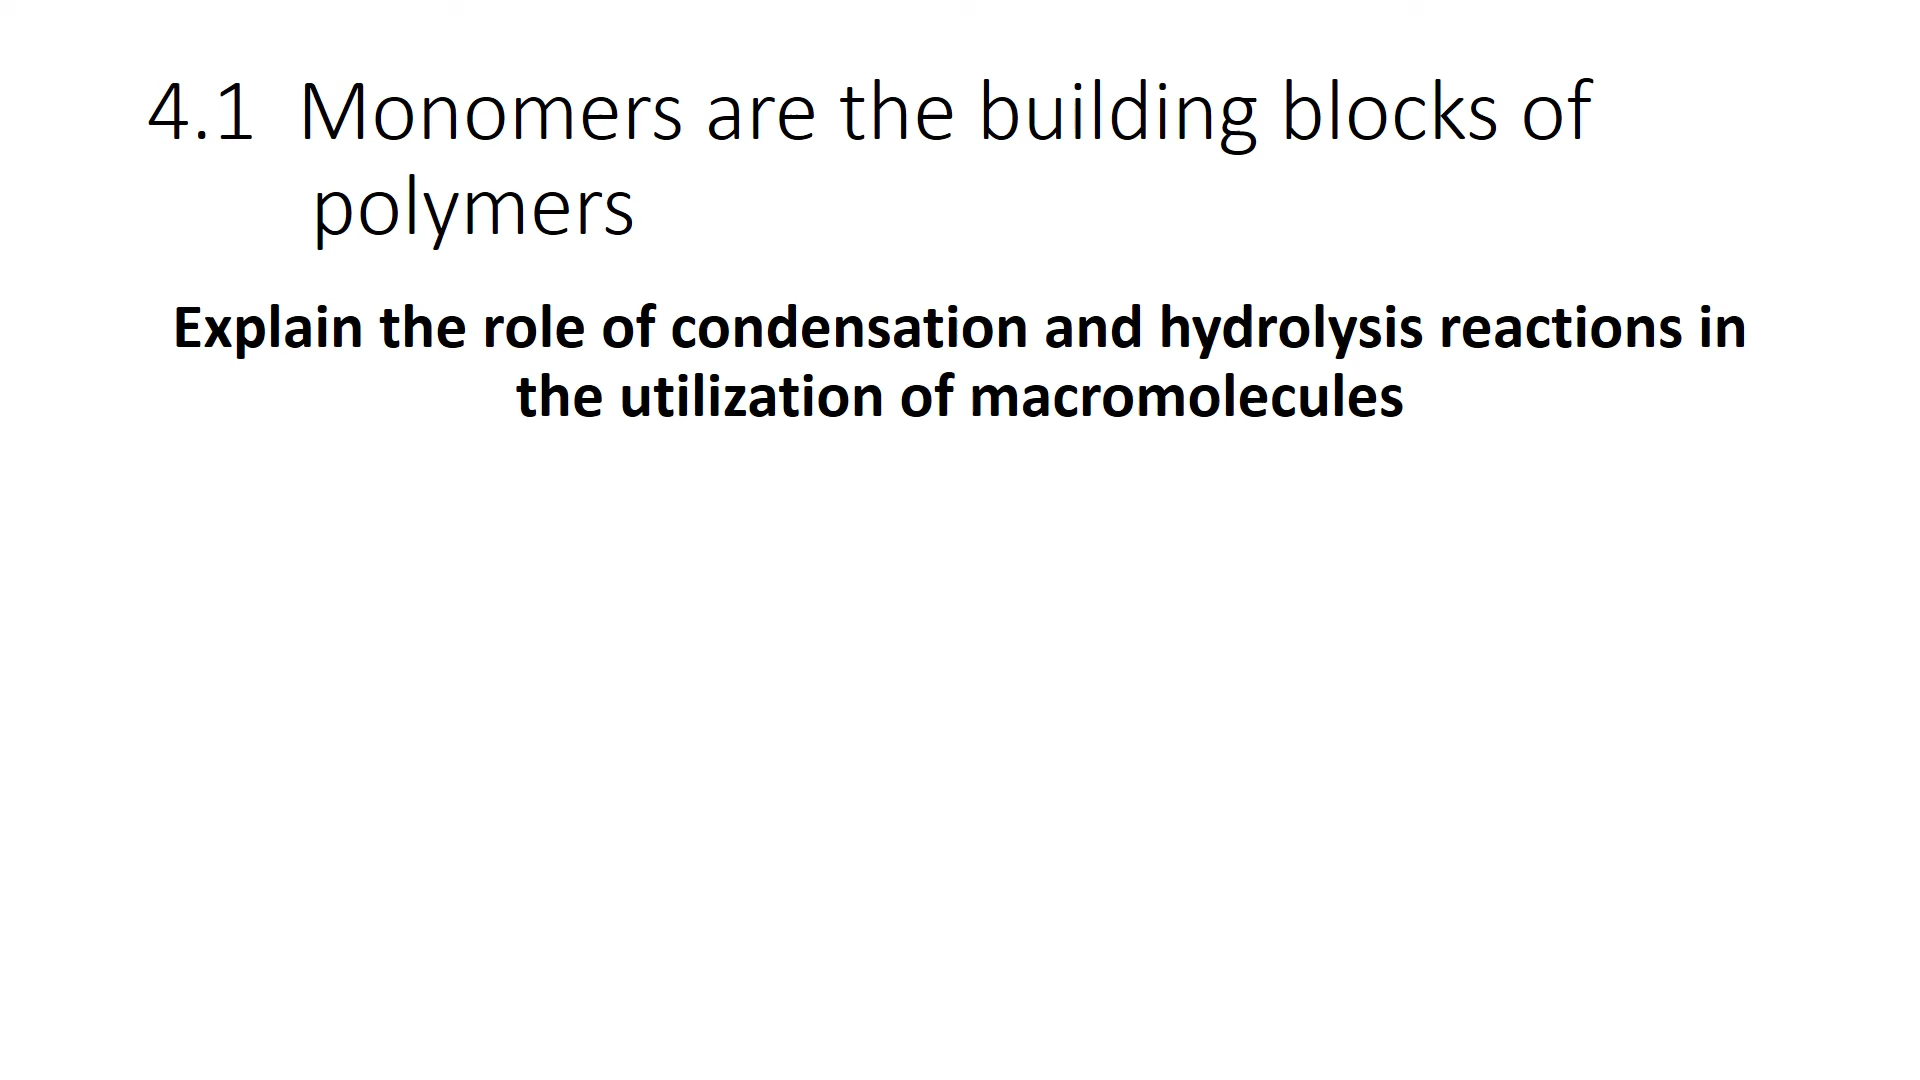 4.1 Monomers are the building blocks of
polymers
Explain the role of condensation and hydrolysis reactions in
the utilization of macromolecules